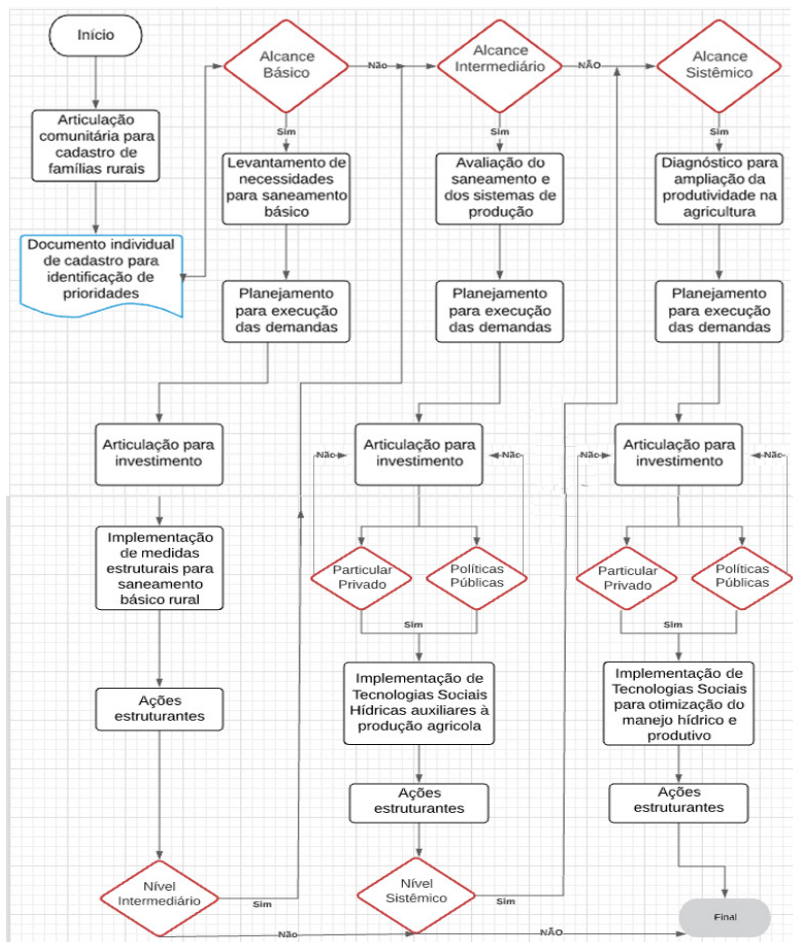 Início
Articulação
comunitária para
cadastro de
famílias rurais
Documento individual
de cadastro para
identificação de
prioridades
Alcance
Básico
Não
Sim
Levantamento de
necessidades
para saneamento
básico
Planejamento
para execução
das demandas
Articulação para
investimento
Implementação
de medidas
estruturais para
saneamento
básico rural
Ações
estruturantes
Nível
Intermediário
Sim
Não
Alcance
Intermediário
NÃO
Sim
Avaliação do
saneamento e
dos sistemas de
produção
Planejamento
para execução
das demandas
Articulação para
investimento
Não
Não
Particular
Privado
Políticas
Públicas
Sim
Implementação de
Tecnologias Sociais
Hídricas auxiliares à
produção agricola
Ações
estruturantes
Nível
Sistêmico
Sim
NÃO
Alcance
Sistêmico
Sim
Diagnóstico para
ampliação da
produtividade na
agricultura
Planejamento
para execução
das demandas
Articulação para
investimento
Não
Não
Particular
Privado
Políticas
Públicas
Sim
Implementação de
Tecnologias Sociais
para otimização do
manejo hídrico e
produtivo
Ações
estruturantes
Final